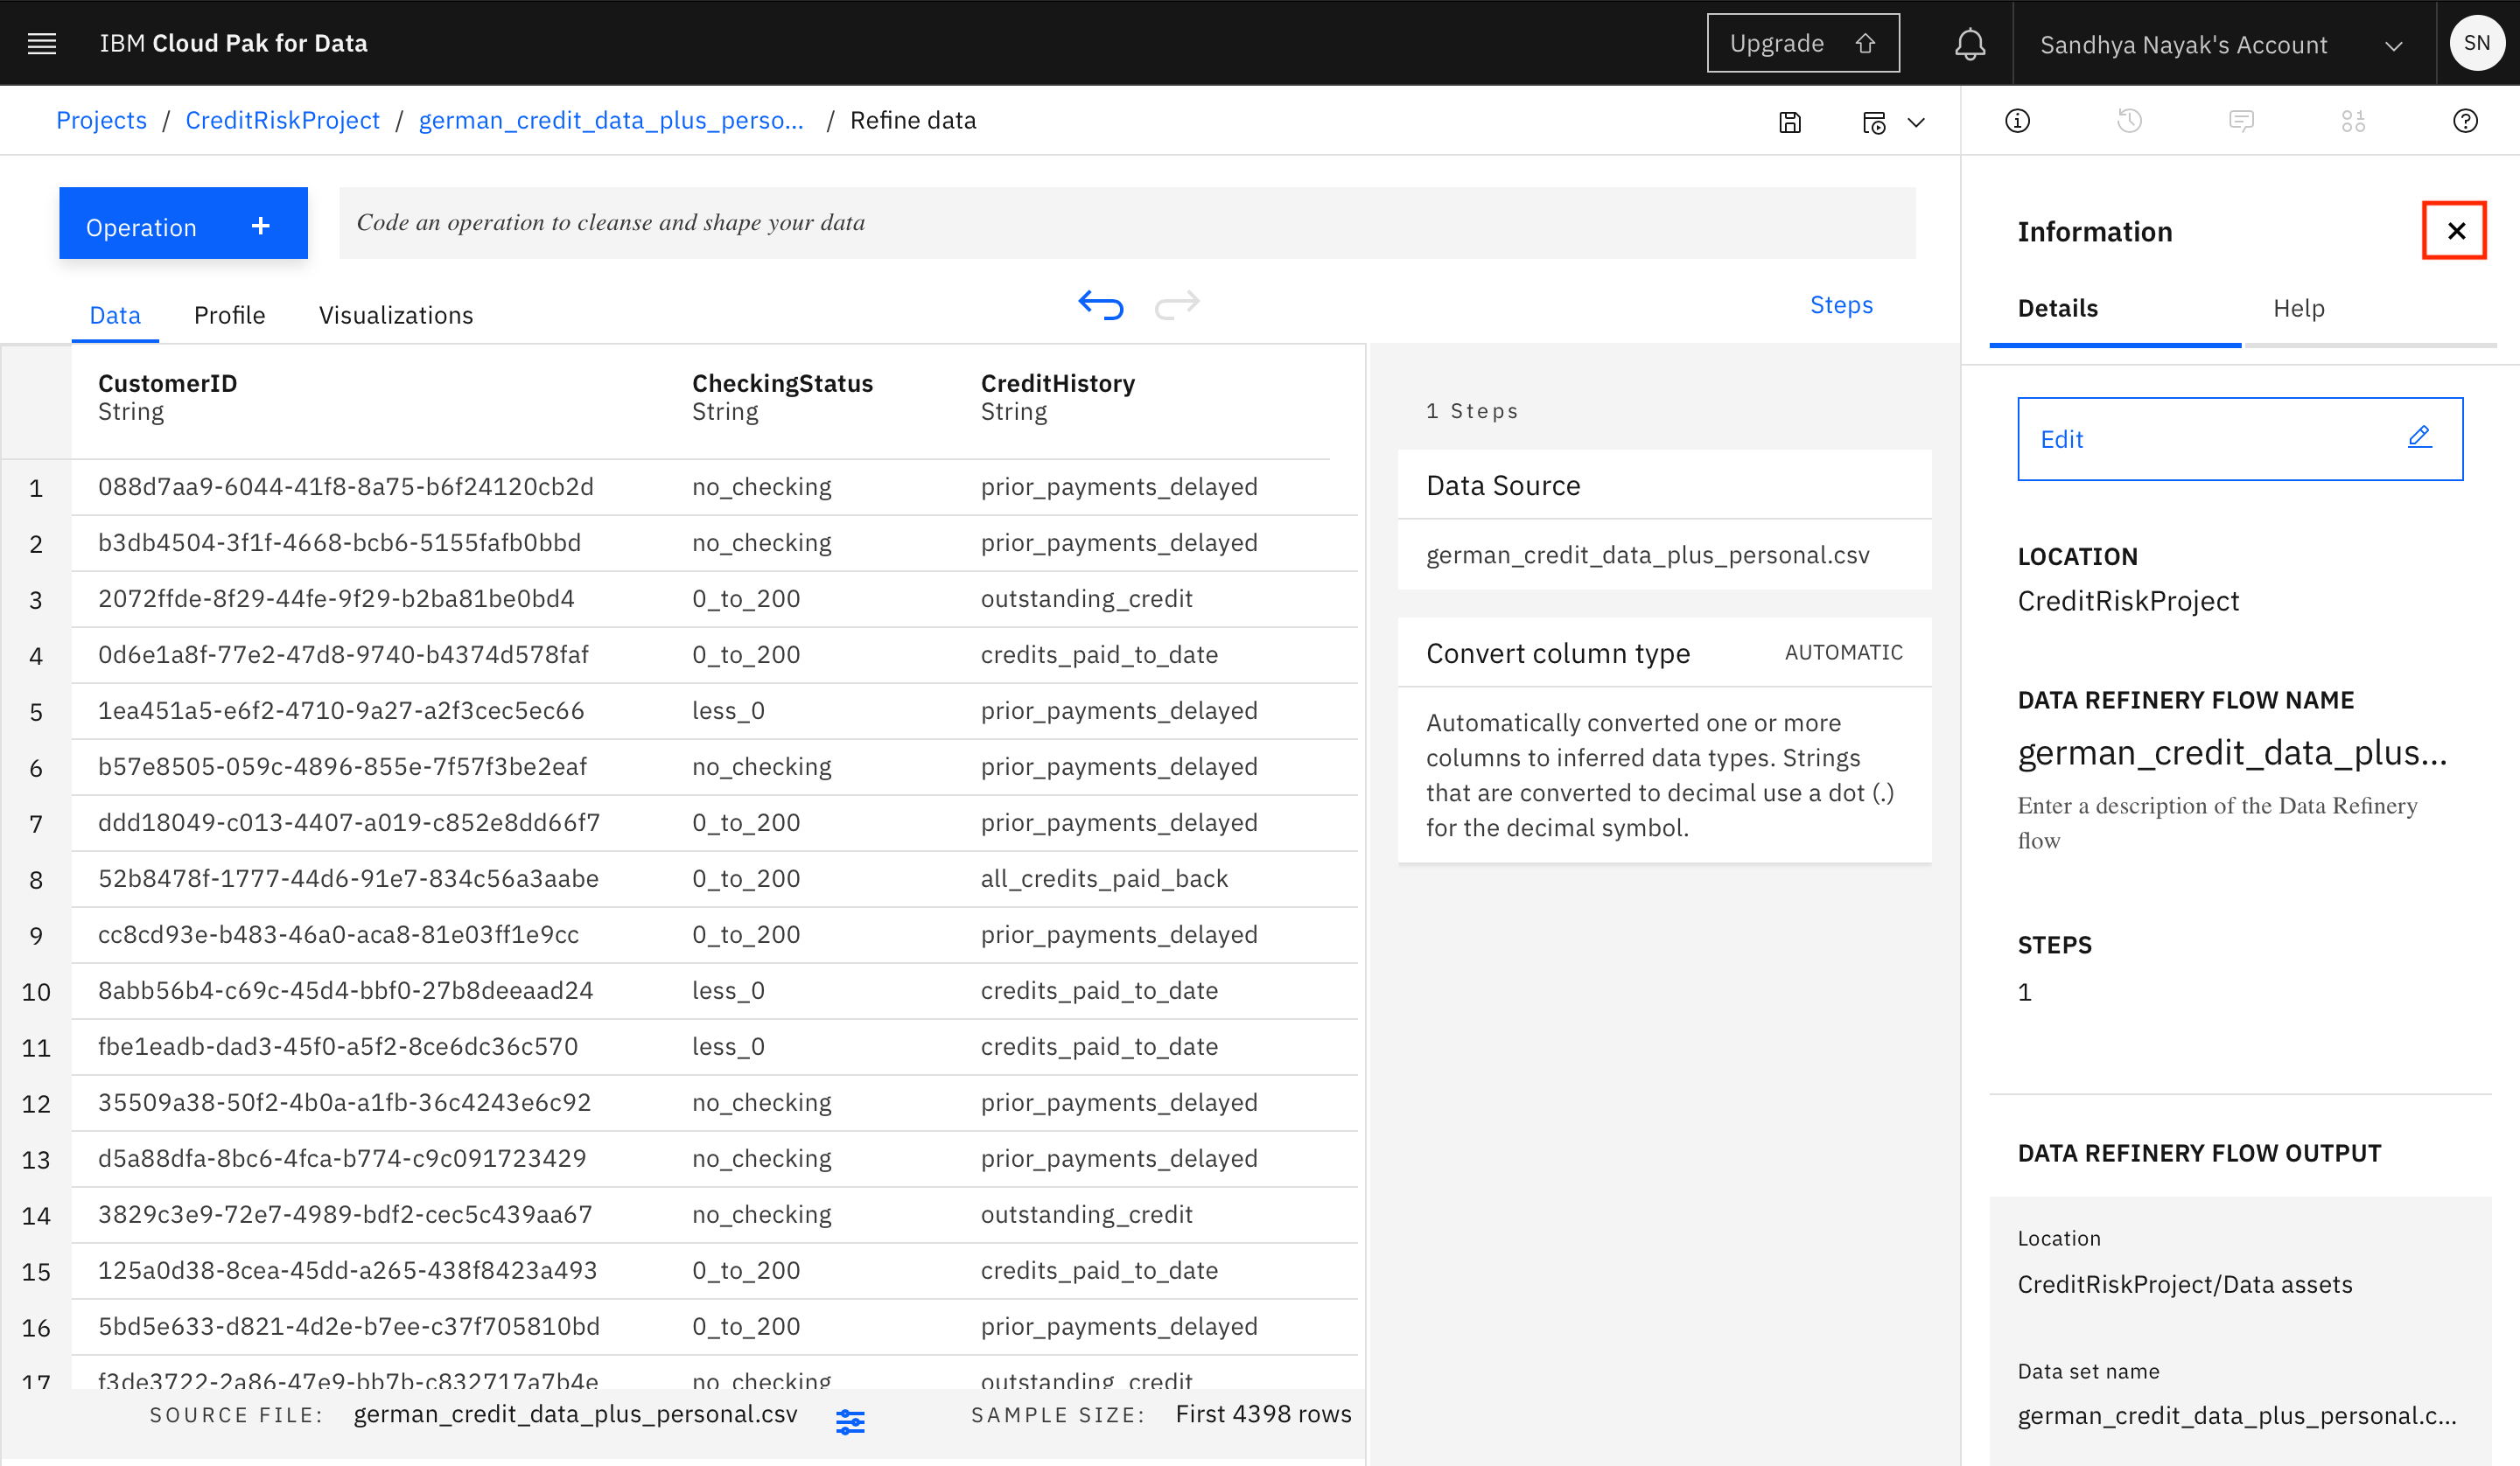 IBM Cloud Pak for Data
Upgrade
Sandhya Nayak's Account
SN
Projects / CreditRiskProject / german_credit_data_plus_perso... / Refine data
Operation +
Code an operation to cleanse and shape your data
Data Profile Visualizations
Steps
CustomerID CheckingStatus CreditHistory
String String String
1 088d7aa9-6044-41f8-8a75-b6f24120cb2d no_checking prior_payments_delayed
2 b3db4504-3f1f-4668-bcb6-5155fafb0bbd no_checking prior_payments_delayed
3 2072ffde-8f29-44fe-9f29-b2ba81be0bd4 0_to_200 outstanding_credit
4 0d6e1a8f-77e2-47d8-9740-b4374d578faf 0_to_200 credits_paid_to_date
5 1ea451a5-e6f2-4710-9a27-a2f3cec5ec66 less_0 prior_payments_delayed
6 b57e8505-059c-4896-855e-7f57f3be2eaf no_checking prior_payments_delayed
7 ddd18049-c013-4407-a019-c852e8dd66f7 0_to_200 prior_payments_delayed
8 52b8478f-1777-44d6-91e7-834c56a3aabe 0_to_200 all_credits_paid_back
9 cc8cd93e-b483-46a0-aca8-81e03ff1e9cc 0_to_200 prior_payments_delayed
10 8abb56b4-c69c-45d4-bbf0-27b8deeaad24 less_0 credits_paid_to_date
11 fbe1eadb-dad3-45f0-a5f2-8ce6dc36c570 less_0 credits_paid_to_date
12 35509a38-50f2-4b0a-a1fb-36c4243e6c92 no_checking prior_payments_delayed
13 d5a88dfa-8bc6-4fca-b774-c9c091723429 no_checking prior_payments_delayed
14 3829c3e9-72e7-4989-bdf2-cec5c439aa67 no_checking outstanding_credit
15 125a0d38-8cea-45dd-a265-438f8423a493 0_to_200 credits_paid_to_date
16 5bd5e633-d821-4d2e-b7ee-c37f705810bd 0_to_200 prior_payments_delayed
17 f3de3722-2a86-47e9-bb7b-c832717a7b4e no_checking outstanding_credit
SOURCE FILE: german_credit_data_plus_personal.csv SAMPLE SIZE: First 4398 rows
1 Steps
Data Source
german_credit_data_plus_personal.csv
Convert column type AUTOMATIC
Automatically converted one or more
columns to inferred data types. Strings
that are converted to decimal use a dot (.)
for the decimal symbol.
Information
Details Help
Edit
LOCATION
CreditRiskProject
DATA REFINERY FLOW NAME
german_credit_data_plus...
Enter a description of the Data Refinery
flow
STEPS
1
DATA REFINERY FLOW OUTPUT
Location
CreditRiskProject/Data assets
Data set name
german_credit_data_plus_personal.c...